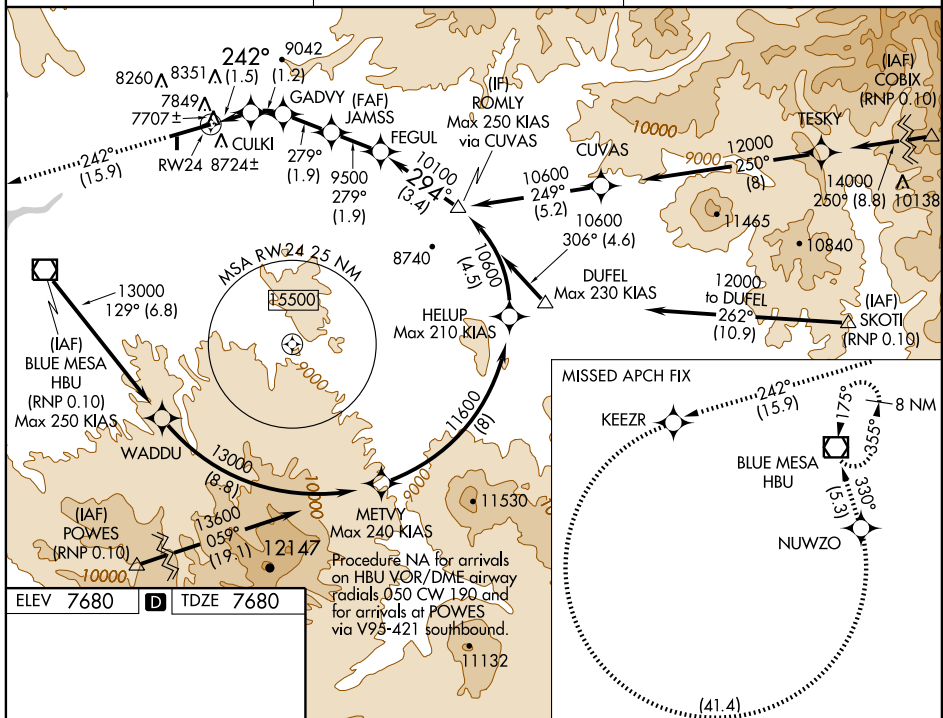 9042
242°
(1.5)
(1.2)
8260
8351
7849
7707±
GADVY
(FAF)
JAMSS
CULKI
RW24
8724±
FEGUL
279°
(1.9)
9500
279°
(1.9)
10100
294°
(3.4)
242°
(15.9)
(IF)
ROMLY
Max 250 KIAS
via CUVAS
CUVAS
10600
249°
(5.2)
10000
9000
TESKY
12000
250°
(8)
(IAF)
COBIX
(RNP 0.10)
14000
250° (8.8)
10138
11465
10840
10600
306° (4.6)
8740
10600
(4.5)
DUFEL
Max 230 KIAS
HELUP
Max 210 KIAS
12000
to DUFEL
262°
(10.9)
(IAF)
SKOTI
(RNP 0.10)
MSA RW24 25 NM
15500
9000
13000
129° (6.8)
(IAF)
BLUE MESA
HBU
(RNP 0.10)
Max 250 KIAS
WADDU
13000
(8.8)
11600
(8)
10000
9000
METVY
Max 240 KIAS
11530
(IAF)
POWES
(RNP 0.10)
10000
13600
059°
(19.1)
12147
Procedure NA for arrivals
on HBU VOR/DME airway
radials 050 CW 190 and
for arrivals at POWES
via V95-421 southbound.
11132
ELEV 7680
D
TDZE 7680
MISSED APCH FIX
242°
(15.9)
KEEZR
175°
355°
8 NM
BLUE MESA
HBU
330°
(5.3)
NUWZO
(41.4)